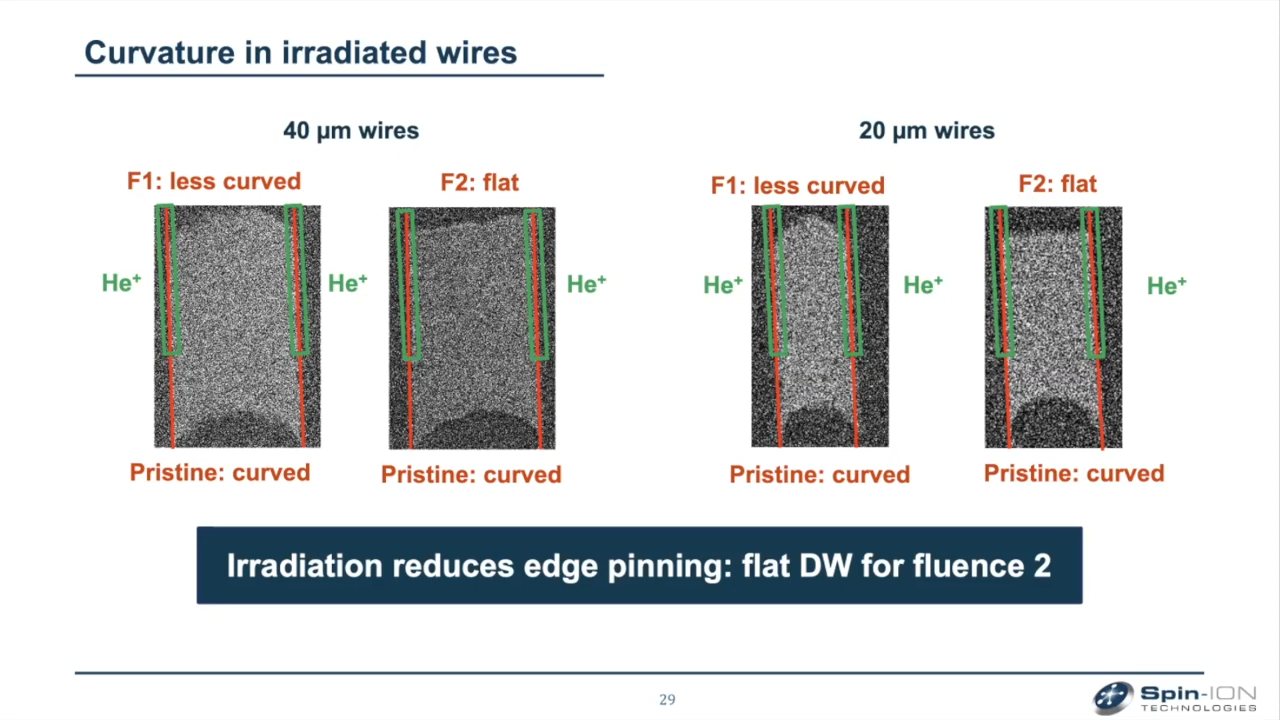 Curvature in irradiated wires
40 µm wires
20 µm wires
F1: less curved
F2: flat
F1: less curved
F2: flat
He⁺
He⁺
He⁺
He⁺
He⁺
He⁺
Pristine: curved
Pristine: curved
Pristine: curved
Pristine: curved
Irradiation reduces edge pinning: flat DW for fluence 2
29
Spin-ION
TECHNOLOGIES